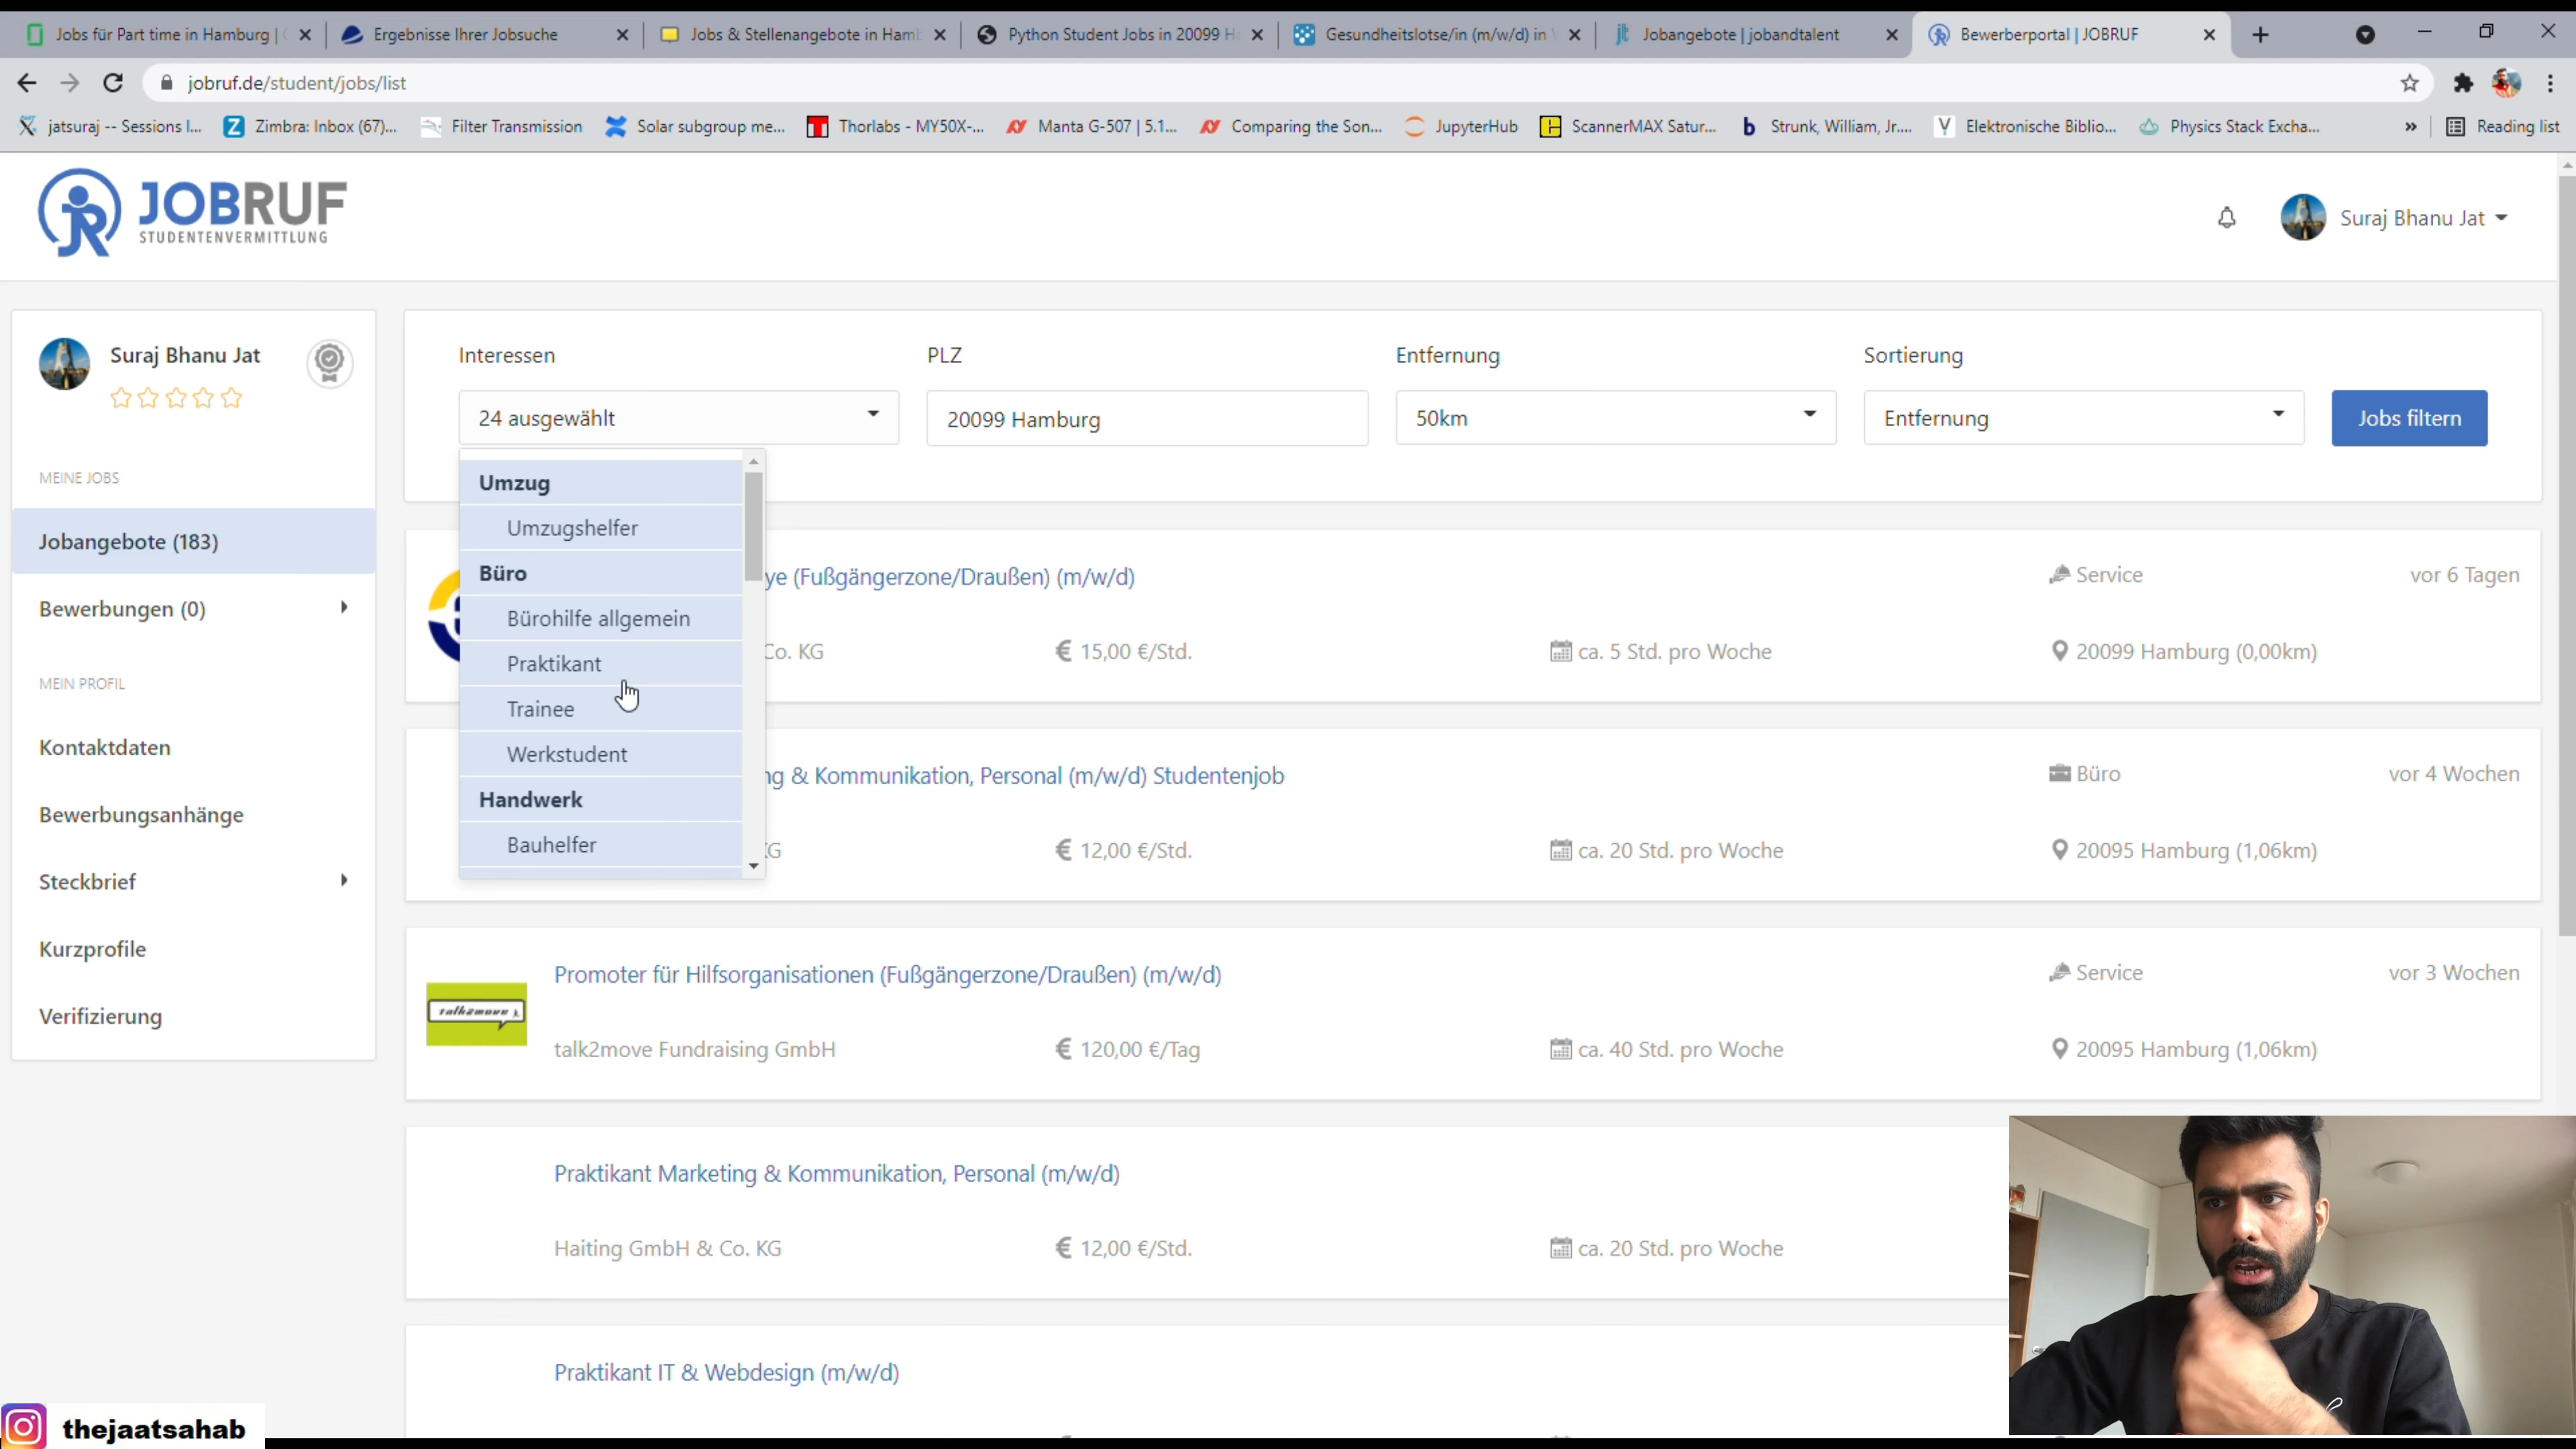 Jobs für Part time in Hamburg |
Ergebnisse Ihrer Jobsuche
Jobs & Stellenangebote in Hamb
Python Student Jobs in 20099 H
Gesundheitslotse/in (m/w/d) in
Jobangebote | jobandtalent
Bewerberportal | JOBRUF
jobruf.de/student/jobs/list
jatsuraj -- Sessions I...
Zimbra: Inbox (67)...
Filter Transmission
Solar subgroup me...
Thorlabs - MY50X-...
Manta G-507 | 5.1...
Comparing the Son...
JupyterHub
ScannerMAX Satur...
Strunk, William, Jr....
Elektronische Biblio...
Physics Stack Excha...
»
Reading list
JOBRUF
STUDENTENVERMITTLUNG
Suraj Bhanu Jat
Suraj Bhanu Jat
MEINE JOBS
Jobangebote (183)
Bewerbungen (0)
MEIN PROFIL
Kontaktdaten
Bewerbungsanhänge
Steckbrief
Kurzprofile
Verifizierung
Interessen
PLZ
Entfernung
Sortierung
24 ausgewählt
20099 Hamburg
50km
Entfernung
Jobs filtern
Umzug
Umzugshelfer
Büro
Bürohilfe allgemein
Praktikant
Trainee
Werkstudent
Handwerk
Bauhelfer
ye (Fußgängerzone/Draußen) (m/w/d)
Service
vor 6 Tagen
Co. KG
€ 15,00 €/Std.
ca. 5 Std. pro Woche
20099 Hamburg (0,00km)
ng & Kommunikation, Personal (m/w/d) Studentenjob
Büro
vor 4 Wochen
KG
€ 12,00 €/Std.
ca. 20 Std. pro Woche
20095 Hamburg (1,06km)
Promoter für Hilfsorganisationen (Fußgängerzone/Draußen) (m/w/d)
Service
vor 3 Wochen
talk2move
talk2move Fundraising GmbH
€ 120,00 €/Tag
ca. 40 Std. pro Woche
20095 Hamburg (1,06km)
Praktikant Marketing & Kommunikation, Personal (m/w/d)
Haiting GmbH & Co. KG
€ 12,00 €/Std.
ca. 20 Std. pro Woche
Praktikant IT & Webdesign (m/w/d)
thejaatsahab